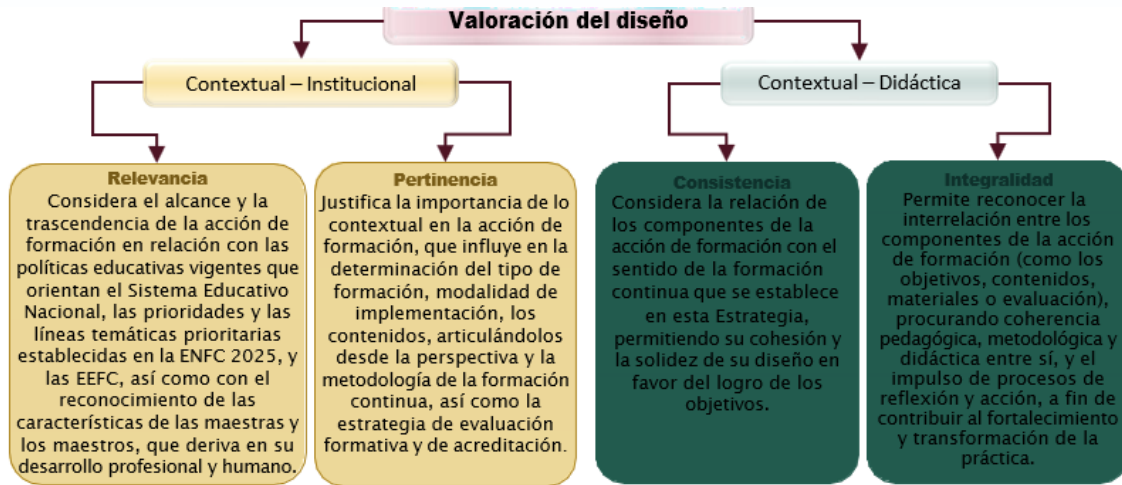 Valoración del diseño
Contextual – Institucional
Contextual – Didáctica
Relevancia
Considera el alcance y la
trascendencia de la acción de
formación en relación con las
políticas educativas vigentes que
orientan el Sistema Educativo
Nacional, las prioridades y las
líneas temáticas prioritarias
establecidas en la ENFC 2025, y
las EEFC, así como con el
reconocimiento de las
características de las maestras y
los maestros, que deriva en su
desarrollo profesional y humano.
Pertinencia
Justifica la importancia de lo
contextual en la acción de
formación, que influye en la
determinación del tipo de
formación, modalidad de
implementación, los
contenidos, articulándolos
desde la perspectiva y la
metodología de la formación
continua, así como la
estrategia de evaluación
formativa y de acreditación.
Consistencia
Considera la relación de
los componentes de la
acción de formación con el
sentido de la formación
continua que se establece
en esta Estrategia,
permitiendo su cohesión y
la solidez de su diseño en
favor del logro de los
objetivos.
Integralidad
Permite reconocer la
interrelación entre los
componentes de la acción
de formación (como los
objetivos, contenidos,
materiales o evaluación),
procurando coherencia
pedagógica, metodológica y
didáctica entre sí, y el
impulso de procesos de
reflexión y acción, a fin de
contribuir al fortalecimiento
y transformación de la
práctica.